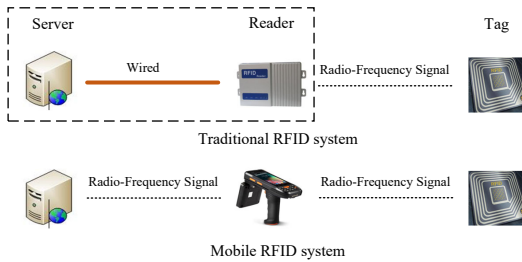 Server
Reader
Tag
Wired
RFID
Radio-Frequency Signal
Traditional RFID system
Radio-Frequency Signal
Radio-Frequency Signal
Mobile RFID system